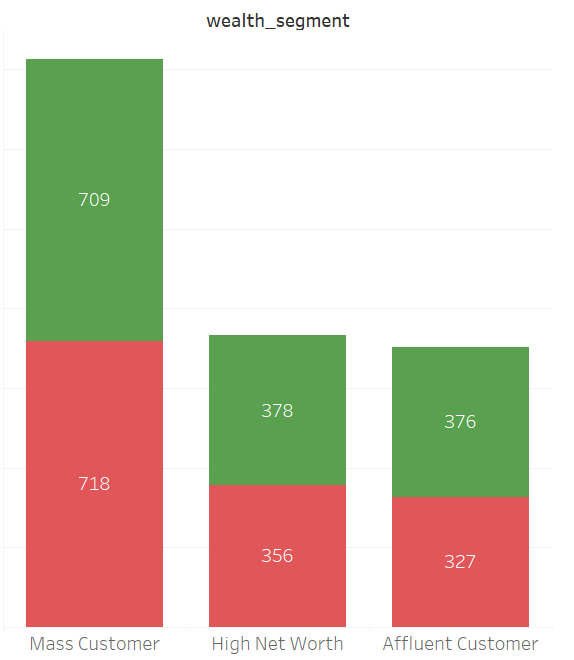 wealth_segment
709
718
378
356
376
327
Mass Customer
High Net Worth
Affluent Customer